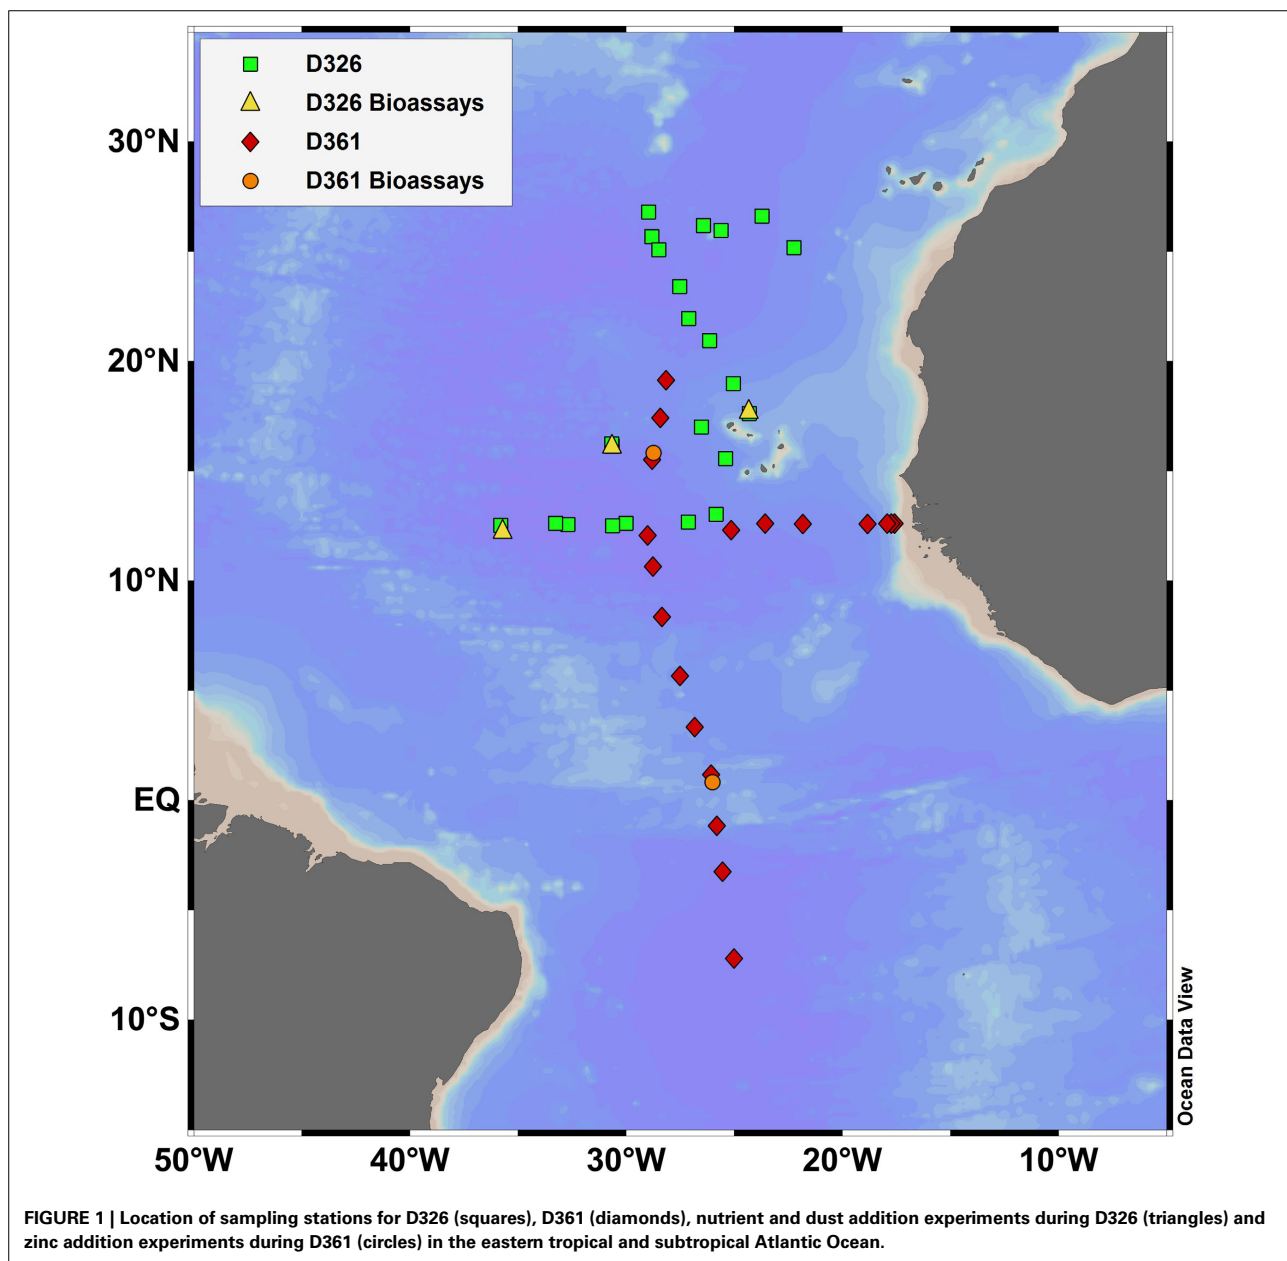 D326
D326 Bioassays
D361
D361 Bioassays
30°N
20°N
10°N
EQ
10°S
50°W 40°W 30°W 20°W 10°W
Ocean Data View
FIGURE 1 | Location of sampling stations for D326 (squares), D361 (diamonds), nutrient and dust addition experiments during D326 (triangles) and
zinc addition experiments during D361 (circles) in the eastern tropical and subtropical Atlantic Ocean.